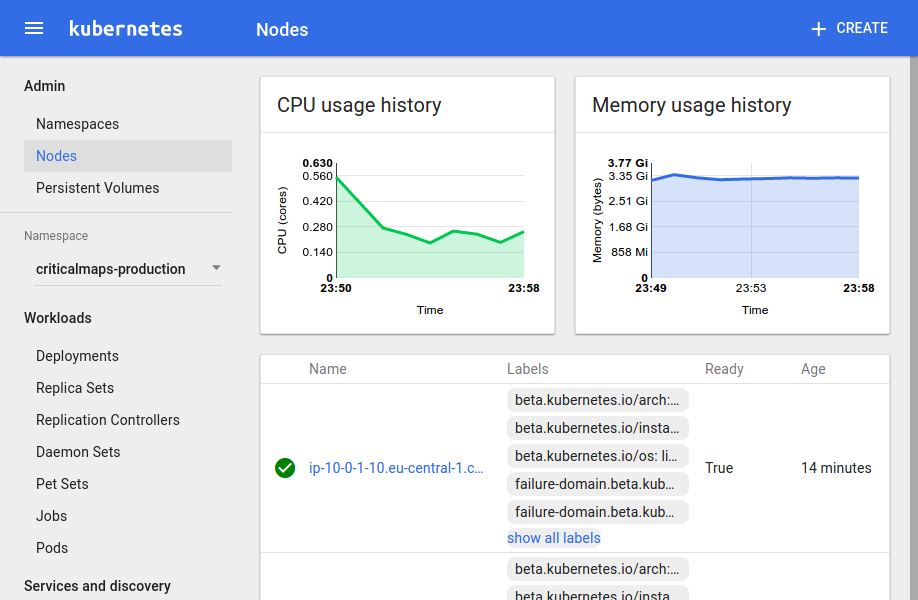 kubernetes
Nodes
CREATE
Admin
Namespaces
Nodes
Persistent Volumes
Namespace
criticalmaps-production
Workloads
Deployments
Replica Sets
Replication Controllers
Daemon Sets
Pet Sets
Jobs
Pods
Services and discovery
CPU usage history
CPU (cores)
0.630
0.560
0.420
0.280
0.140
0
23:50
23:58
Time
Memory usage history
Memory (bytes)
3.77 Gi
3.35 Gi
2.51 Gi
1.68 Gi
858 Mi
0
23:49
23:53
23:58
Time
Name
Labels
Ready
Age
ip-10-0-1-10.eu-central-1.c...
beta.kubernetes.io/arch:...
beta.kubernetes.io/insta...
beta.kubernetes.io/os: li...
failure-domain.beta.kub...
failure-domain.beta.kub...
show all labels
True
14 minutes
beta.kubernetes.io/arch:...
beta.kubernetes.io/insta...